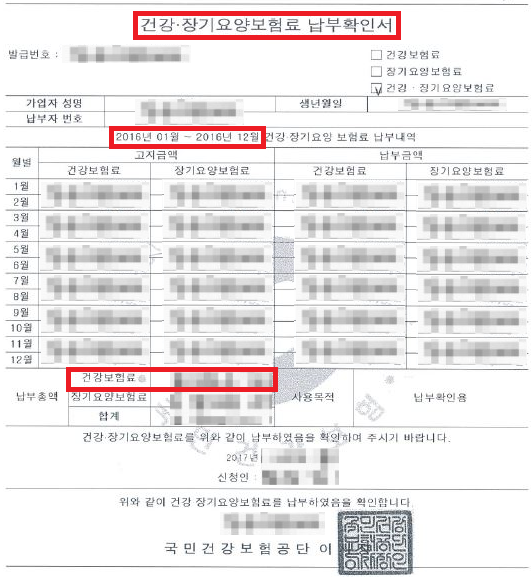 건강·장기요양보험료 납부확인서
발급번호 :
건강보험료
장기요양보험료
건강 · 장기요양보험료
가입자 성명 생년월일
납부자 번호
2016년 01월 ~ 2016년 12월 건강 장기요양 보험료 납부내역
월별 고지금액 납부금액
건강보험료 장기요양보험료 건강보험료 장기요양보험료
1월
2월
3월
4월
5월
6월
7월
8월
9월
10월
11월
12월
건강보험료
납부총액 장기요양보험료 사용목적 납부확인용
합계
건강·장기요양보험료를 위와 같이 납부하였음을 확인하여 주시기 바랍니다.
2017년
신청인 :
위와 같이 건강 장기요양보험료를 납부하였음을 확인합니다.
국민건강보험공단 이